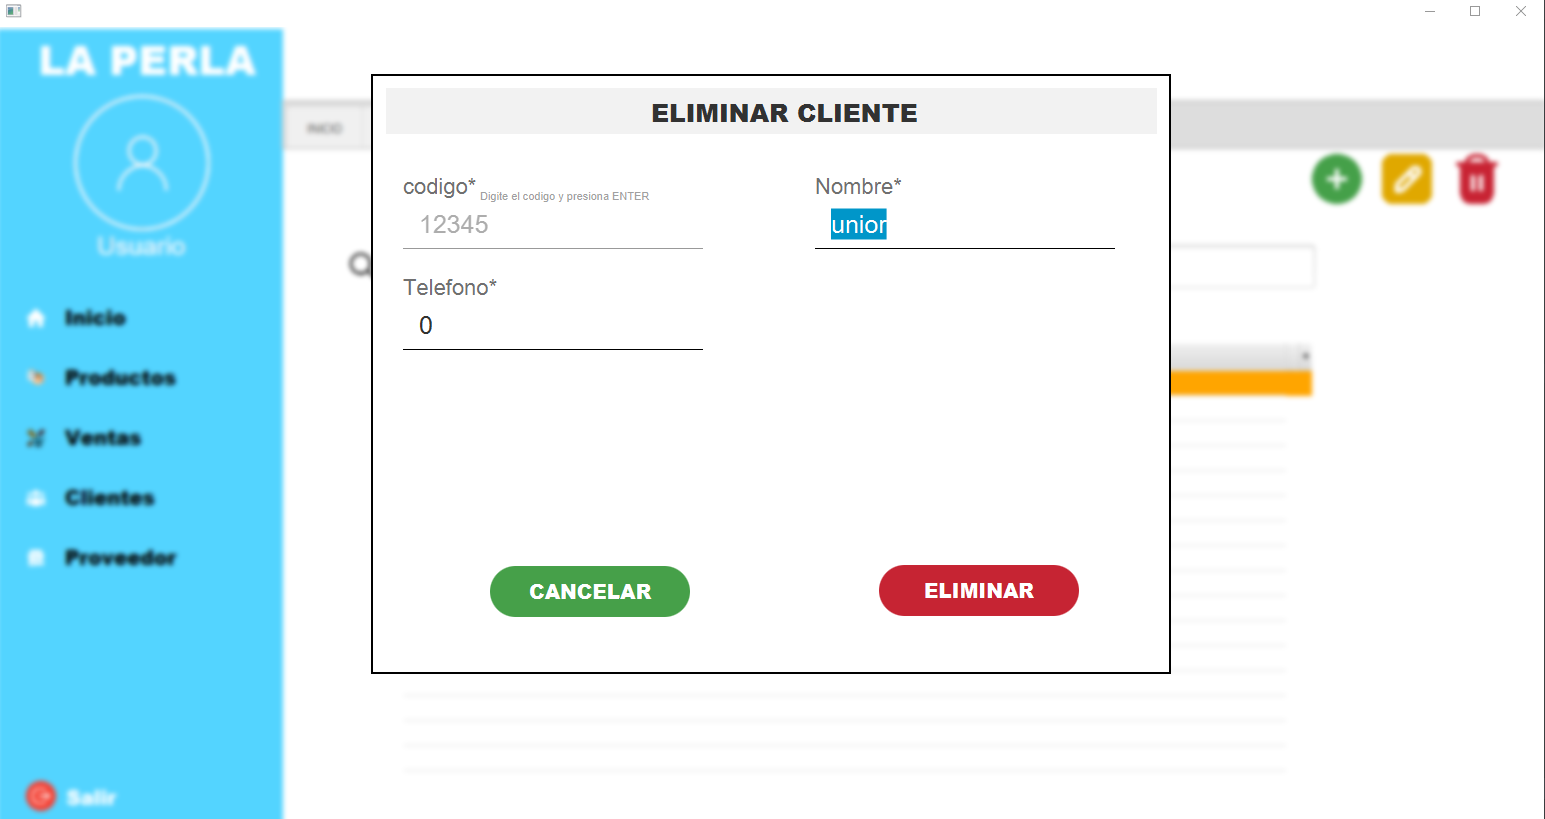 LA PERLA
Usuario
Inicio
Productos
Ventas
Clientes
Proveedor
Salir
INICIO
ELIMINAR CLIENTE
codigo* Digite el codigo y presiona ENTER
12345
Nombre*
unior
Telefono*
0
CANCELAR
ELIMINAR